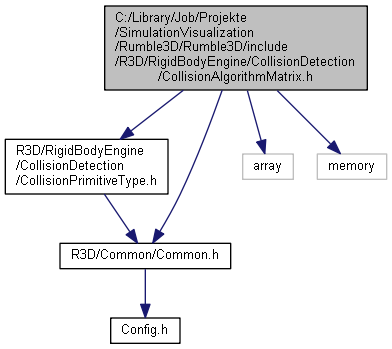 C:/Library/Job/Projekte
/SimulationVisualization
/Rumble3D/Rumble3D/include
/R3D/RigidBodyEngine/CollisionDetection
/CollisionAlgorithmMatrix.h
R3D/RigidBodyEngine
/CollisionDetection
/CollisionPrimitiveType.h
array
memory
R3D/Common/Common.h
Config.h